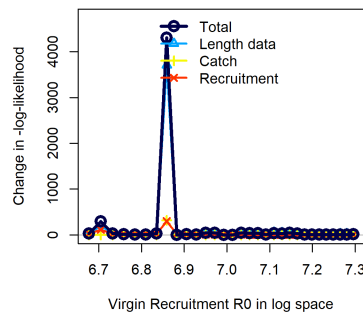 Total
Length data
Catch
Recruitment
Change in -log-likelihood
0 1000 2000 3000 4000
6.7 6.8 6.9 7.0 7.1 7.2 7.3
Virgin Recruitment R0 in log space